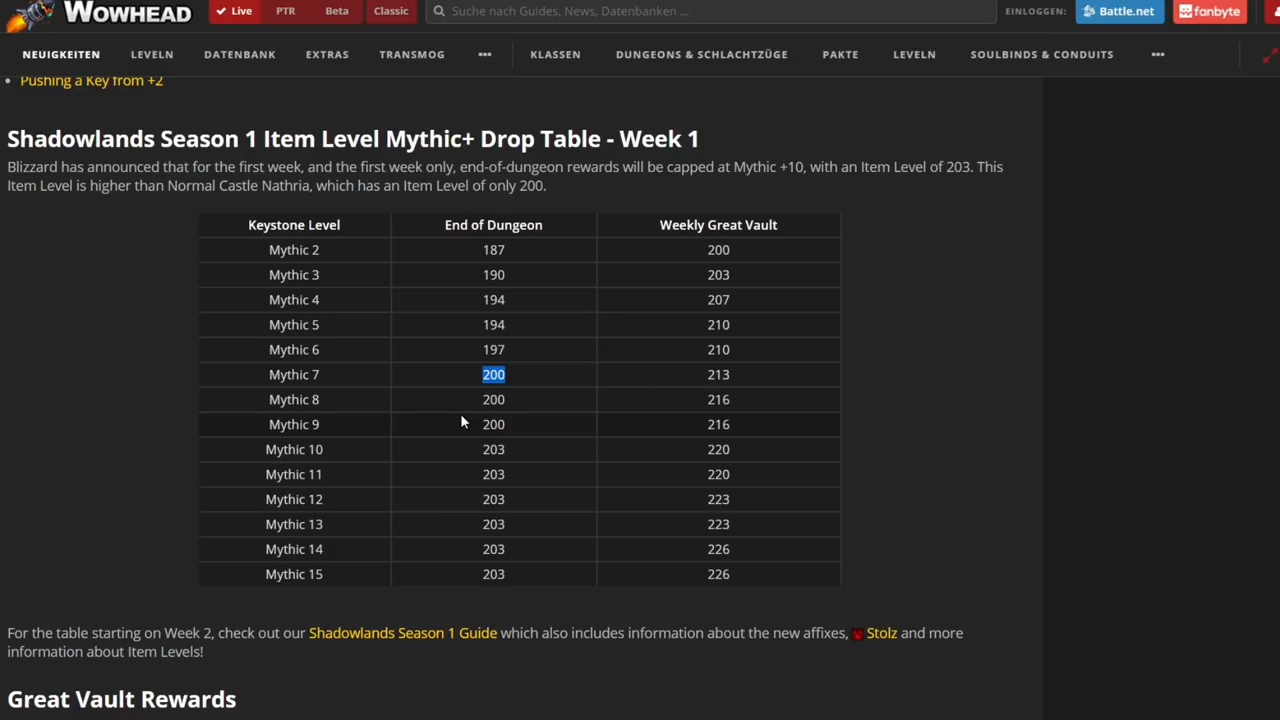 WOWHEAD
Live PTR Beta Classic
Suche nach Guides, News, Datenbanken ...
EINLOGGEN: Battle.net fanbyte
NEUIGKEITEN LEVELN DATENBANK EXTRAS TRANSMOG ••• KLASSEN DUNGEONS & SCHLACHTZÜGE PAKTE LEVELN SOULBINDS & CONDUITS •••
• Pushing a Key from +2
Shadowlands Season 1 Item Level Mythic+ Drop Table - Week 1
Blizzard has announced that for the first week, and the first week only, end-of-dungeon rewards will be capped at Mythic +10, with an Item Level of 203. This
Item Level is higher than Normal Castle Nathria, which has an Item Level of only 200.
Keystone Level End of Dungeon Weekly Great Vault
Mythic 2 187 200
Mythic 3 190 203
Mythic 4 194 207
Mythic 5 194 210
Mythic 6 197 210
Mythic 7 200 213
Mythic 8 200 216
Mythic 9 200 216
Mythic 10 203 220
Mythic 11 203 220
Mythic 12 203 223
Mythic 13 203 223
Mythic 14 203 226
Mythic 15 203 226
For the table starting on Week 2, check out our Shadowlands Season 1 Guide which also includes information about the new affixes, Stolz and more
information about Item Levels!
Great Vault Rewards